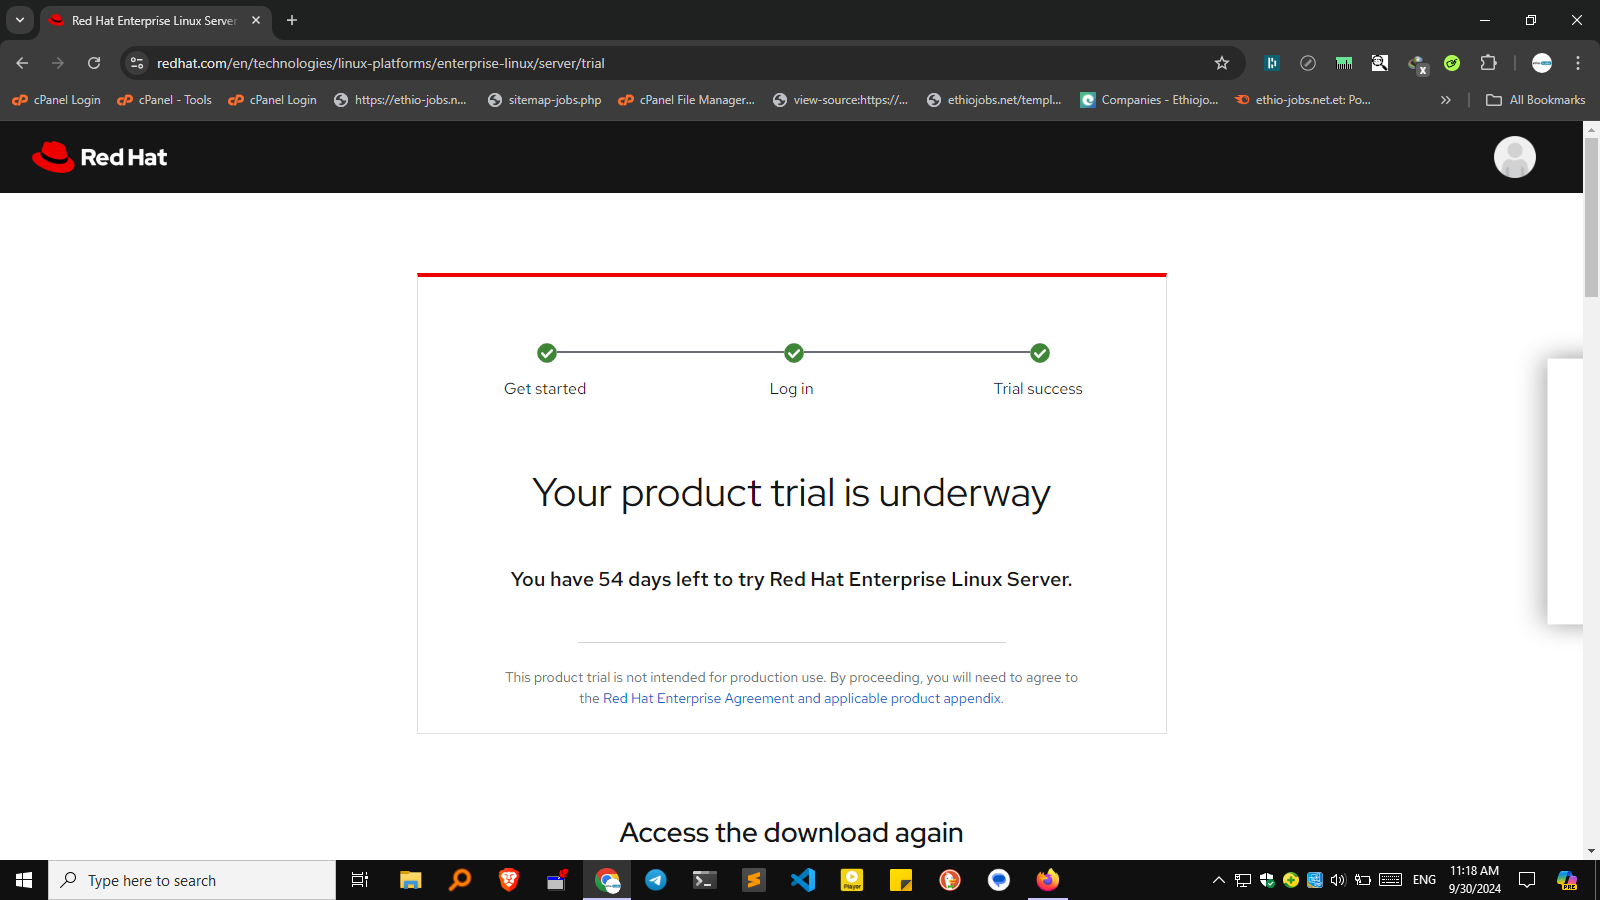 Red Hat Enterprise Linux Server
redhat.com/en/technologies/linux-platforms/enterprise-linux/server/trial
cPanel Login
cPanel - Tools
cPanel Login
https://ethio-jobs.n...
sitemap-jobs.php
cPanel File Manager...
view-source:https://...
ethiojobs.net/templ...
Companies - Ethiojo...
ethio-jobs.net.et: Po...
All Bookmarks
Red Hat
Get started
Log in
Trial success
Your product trial is underway
You have 54 days left to try Red Hat Enterprise Linux Server.
This product trial is not intended for production use. By proceeding, you will need to agree to
the Red Hat Enterprise Agreement and applicable product appendix.
Access the download again
Type here to search
Player
ENG
11:18 AM
9/30/2024
PRE